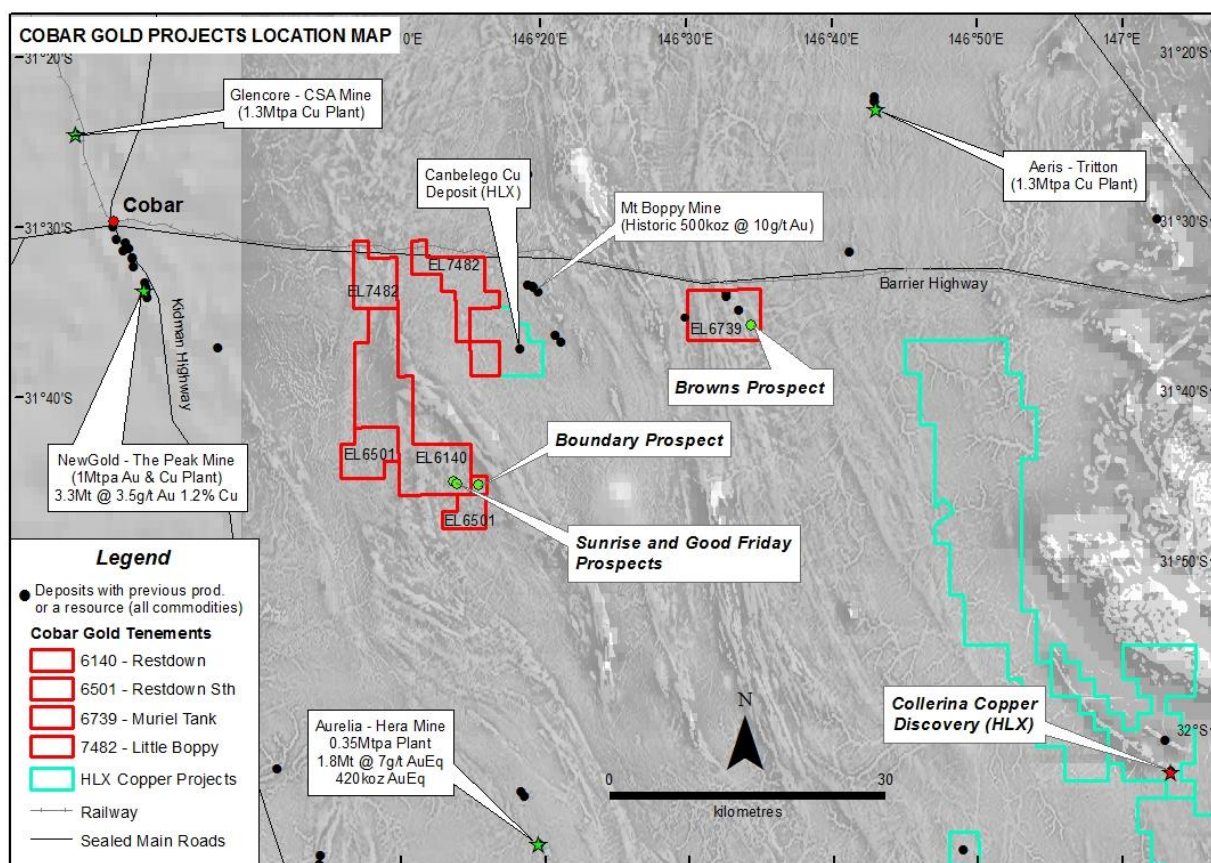 COBAR GOLD PROJECTS LOCATION MAP
0'E
146°20'E
146°30'E
146°40'E
146°50'E
147°E
31°20'S
31°20'S
Glencore - CSA Mine
(1.3Mtpa Cu Plant)
Aeris - Tritton
(1.3Mtpa Cu Plant)
Canbelego Cu
Deposit (HLX)
Mt Boppy Mine
(Historic 500koz @ 10g/t Au)
Cobar
31°30'S
31°30'S
EL7482
EL7482
Barrier Highway
Kidman Highway
EL6739
Browns Prospect
31°40'S
31°40'S
Boundary Prospect
EL6501
EL6140
EL6501
NewGold - The Peak Mine
(1Mtpa Au & Cu Plant)
3.3Mt @ 3.5g/t Au 1.2% Cu
Sunrise and Good Friday
Prospects
31°50'S
Legend
Deposits with previous prod.
or a resource (all commodities)
Cobar Gold Tenements
6140 - Restdown
6501 - Restdown Sth
6739 - Muriel Tank
7482 - Little Boppy
HLX Copper Projects
Railway
Sealed Main Roads
Aurelia - Hera Mine
0.35Mtpa Plant
1.8Mt @ 7g/t AuEq
420koz AuEq
N
0
30
kilometres
Collerina Copper
Discovery (HLX)
32°S